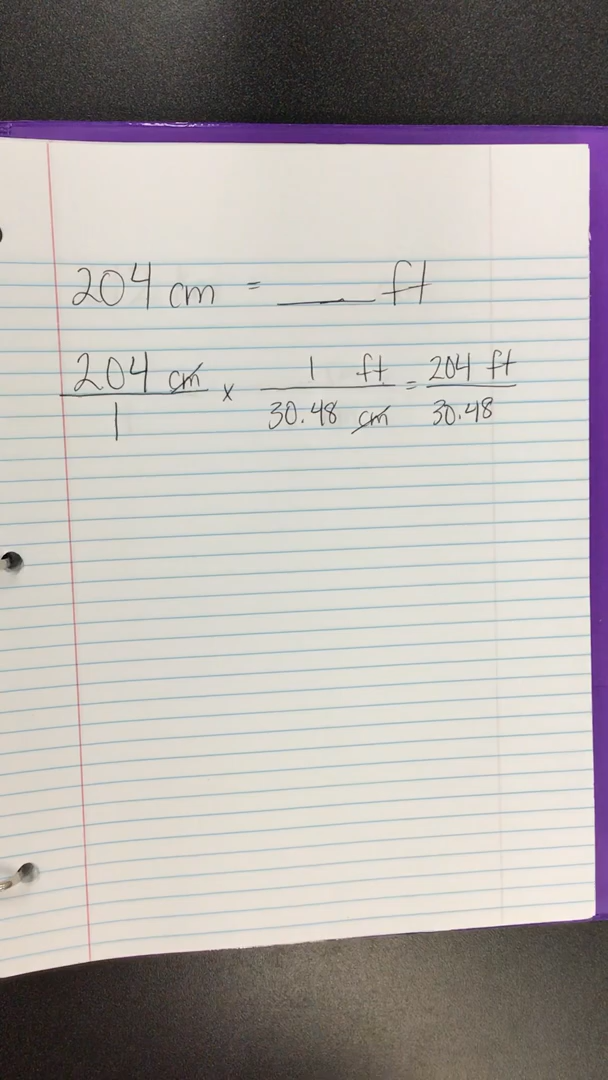 204 cm = ___ ft
204 cm / 1 x 1 ft / 30.48 cm = 204 ft / 30.48